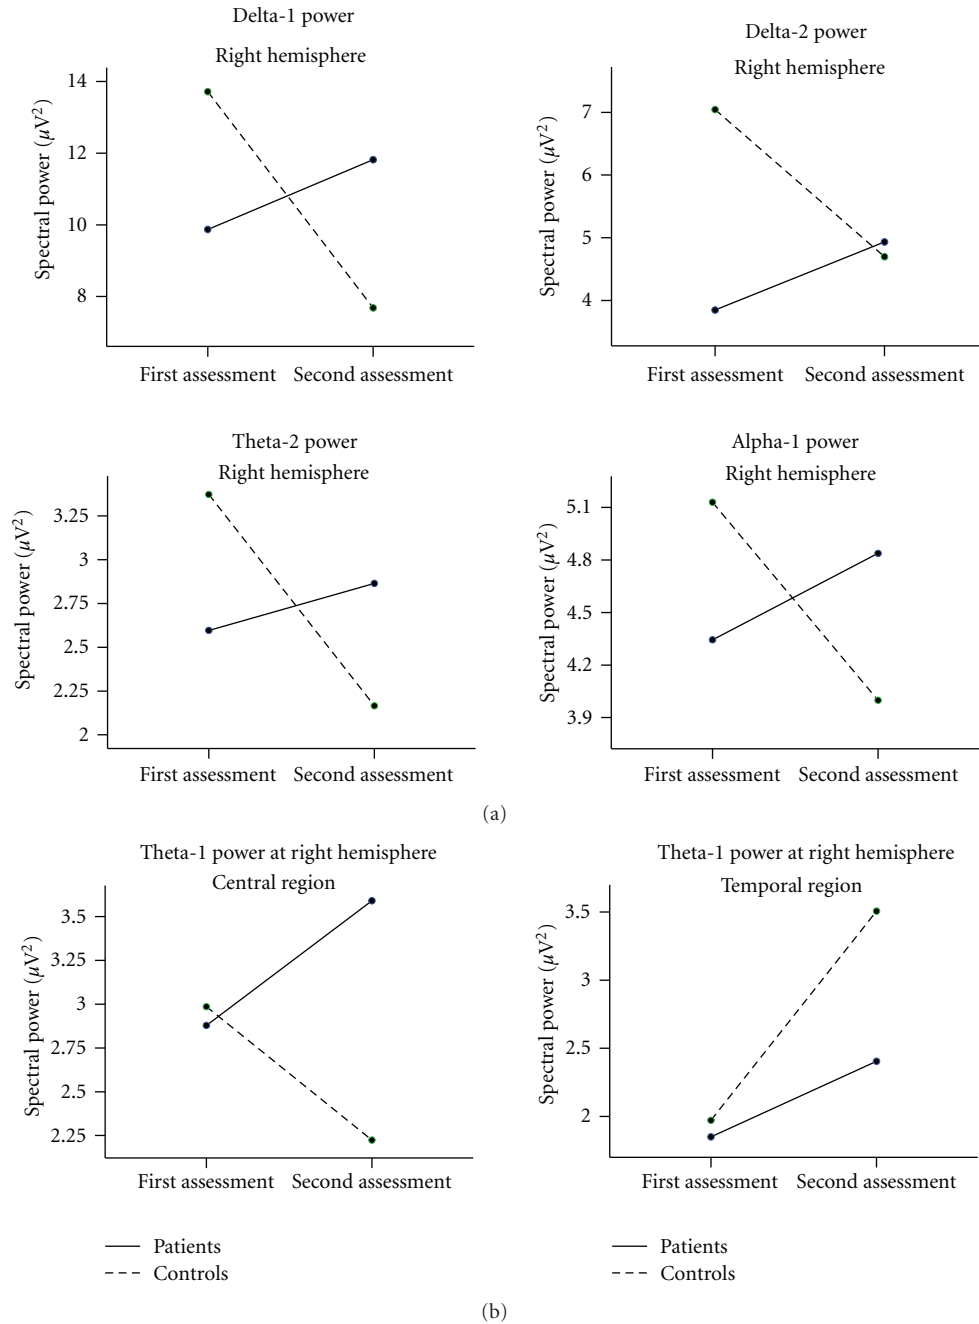 Delta-1 power
Right hemisphere
Spectral power (μV²)
14
12
10
8
First assessment Second assessment
Delta-2 power
Right hemisphere
Spectral power (μV²)
7
6
5
4
First assessment Second assessment
Theta-2 power
Right hemisphere
Spectral power (μV²)
3.25
3
2.75
2.5
2.25
2
First assessment Second assessment
Alpha-1 power
Right hemisphere
Spectral power (μV²)
5.1
4.8
4.5
4.2
3.9
First assessment Second assessment
(a)
Theta-1 power at right hemisphere
Central region
Spectral power (μV²)
3.5
3.25
3
2.75
2.5
2.25
First assessment Second assessment
Patients
Controls
Theta-1 power at right hemisphere
Temporal region
Spectral power (μV²)
3.5
3
2.5
2
First assessment Second assessment
Patients
Controls
(b)